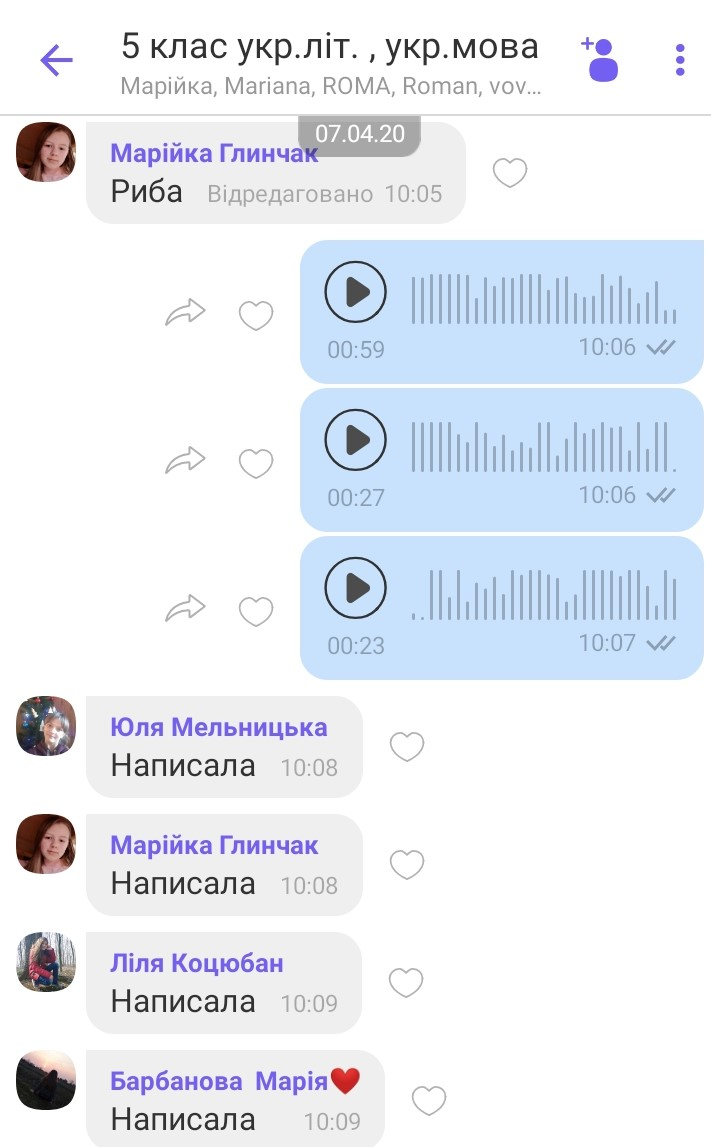 5 клас укр.літ. , укр.мова
Марійка, Mariana, ROMA, Roman, vov...
07.04.20
Марійка Глинчак
Риба Відредаговано 10:05
00:59 10:06
00:27 10:06
00:23 10:07
Юля Мельницька
Написала 10:08
Марійка Глинчак
Написала 10:08
Ліля Коцюбан
Написала 10:09
Барбанова Марія❤️
Написала 10:09